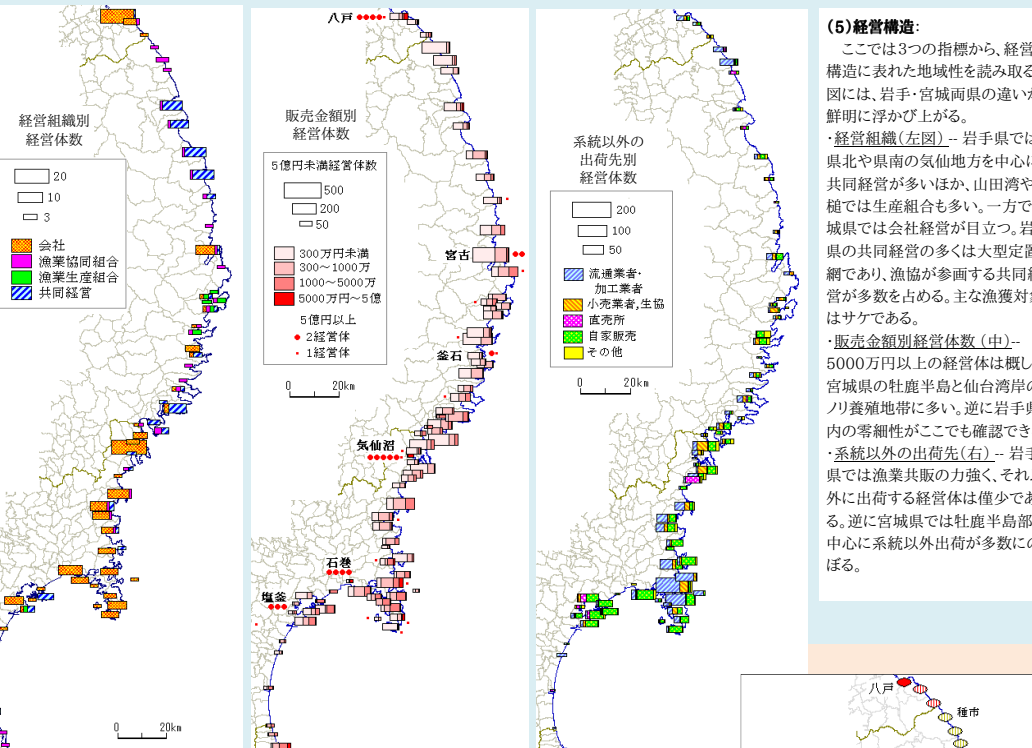 経営組織別
経営体数
20
10
3
会社
漁業協同組合
漁業生産組合
共同経営
0 20km
八戸
販売金額別
経営体数
5億円未満経営体数
500
200
50
300万円未満
300～1000万
1000～5000万
5000万円～5億
5億円以上
2経営体
1経営体
0 20km
宮古
釜石
気仙沼
石巻
塩釜
系統以外の
出荷先別
経営体数
200
100
50
流通業者・
加工業者
小売業者,生協
直売所
自家販売
その他
0 20km
(5)経営構造:
ここでは3つの指標から、経営
構造に表れた地域性を読み取る
図には、岩手・宮城両県の違いが
鮮明に浮かび上がる。
・経営組織(左図) -- 岩手県では
県北や県南の気仙地方を中心に
共同経営が多いほか、山田湾や
槌では生産組合も多い。一方で
城県では会社経営が目立つ。岩
県の共同経営の多くは大型定置
網であり、漁協が参画する共同経
営が多数を占める。主な漁獲対象
はサケである。
・販売金額別経営体数 (中)--
5000万円以上の経営体は概し
宮城県の牡鹿半島と仙台湾岸の
ノリ養殖地帯に多い。逆に岩手県
内の零細性がここでも確認でき
・系統以外の出荷先(右) -- 岩手
県では漁業共販の力強く、それ
外に出荷する経営体は僅少であ
る。逆に宮城県では牡鹿半島部
中心に系統以外出荷が多数にの
ぼる。
八戸
種市